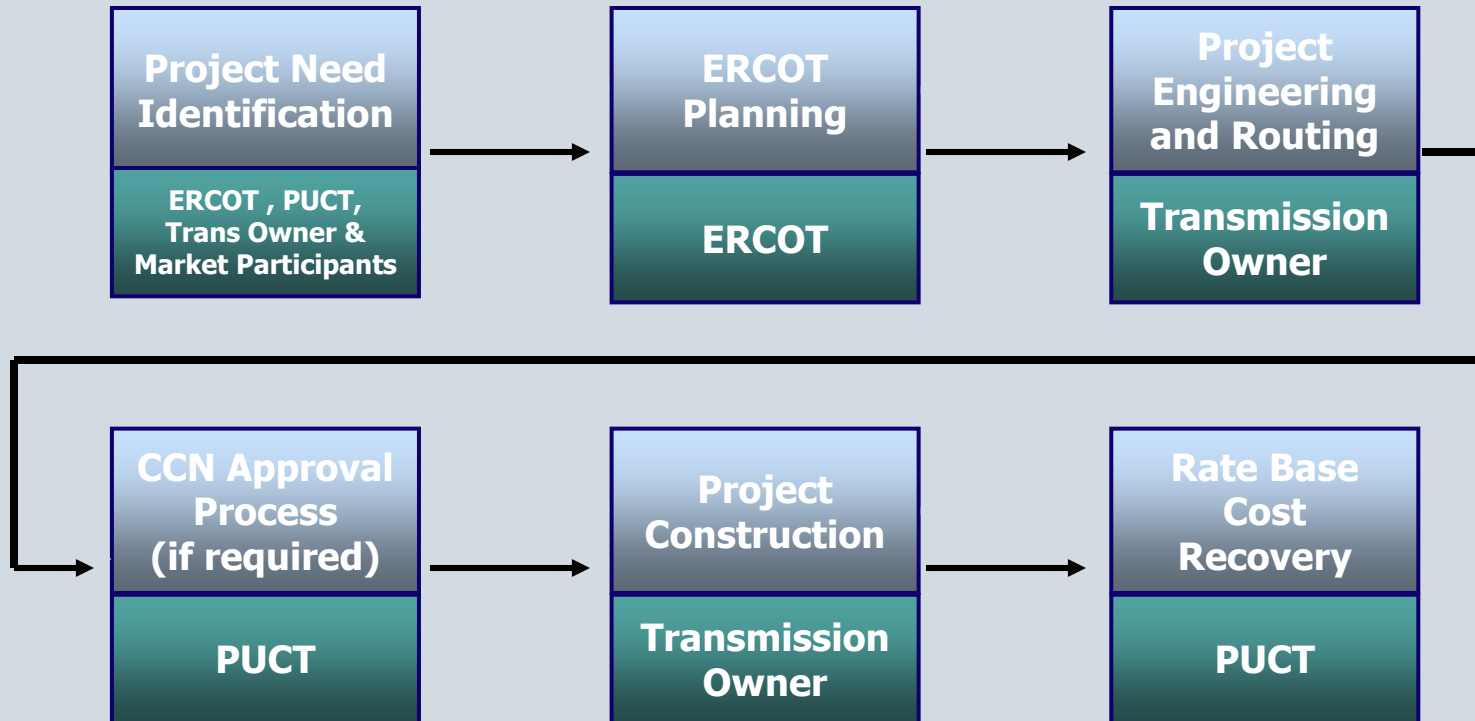 Project Need
Identification
ERCOT , PUCT,
Trans Owner &
Market Participants
ERCOT
Planning
ERCOT
Project
Engineering
and Routing
Transmission
Owner
CCN Approval
Process
(if required)
PUCT
Project
Construction
Transmission
Owner
Rate Base
Cost
Recovery
PUCT